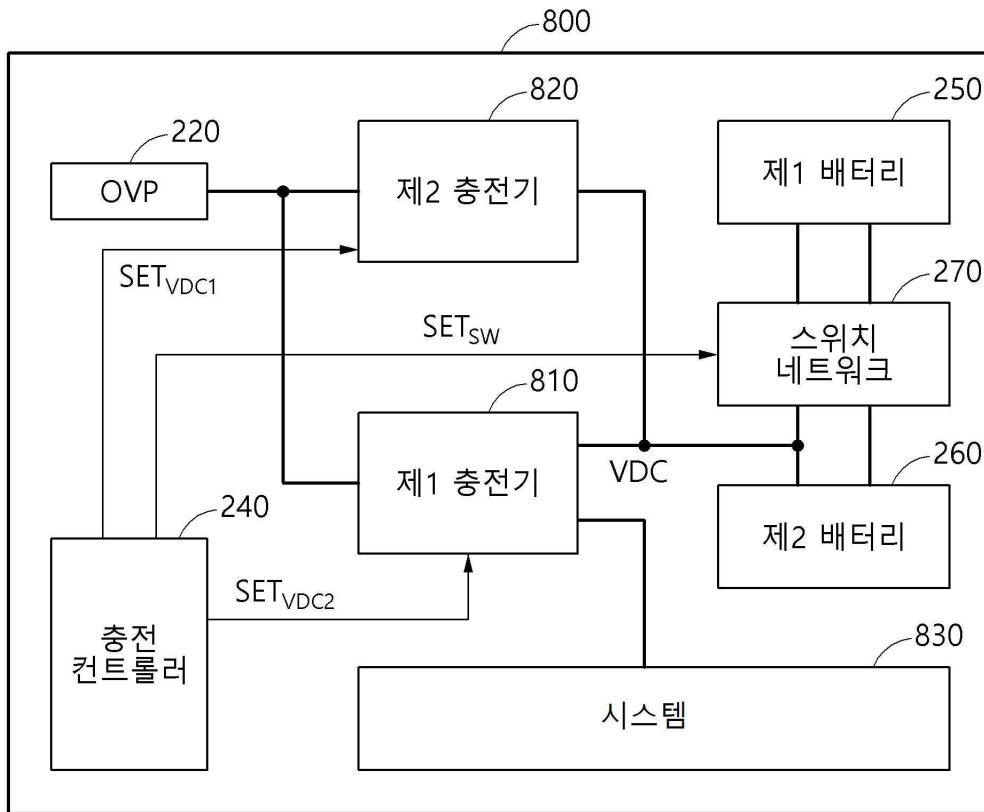 800
820
250
220
OVP
제2 충전기
제1 배터리
SETVDC1
270
SETSW
스위치
네트워크
810
제1 충전기
VDC
260
240
제2 배터리
SETVDC2
충전
컨트롤러
830
시스템